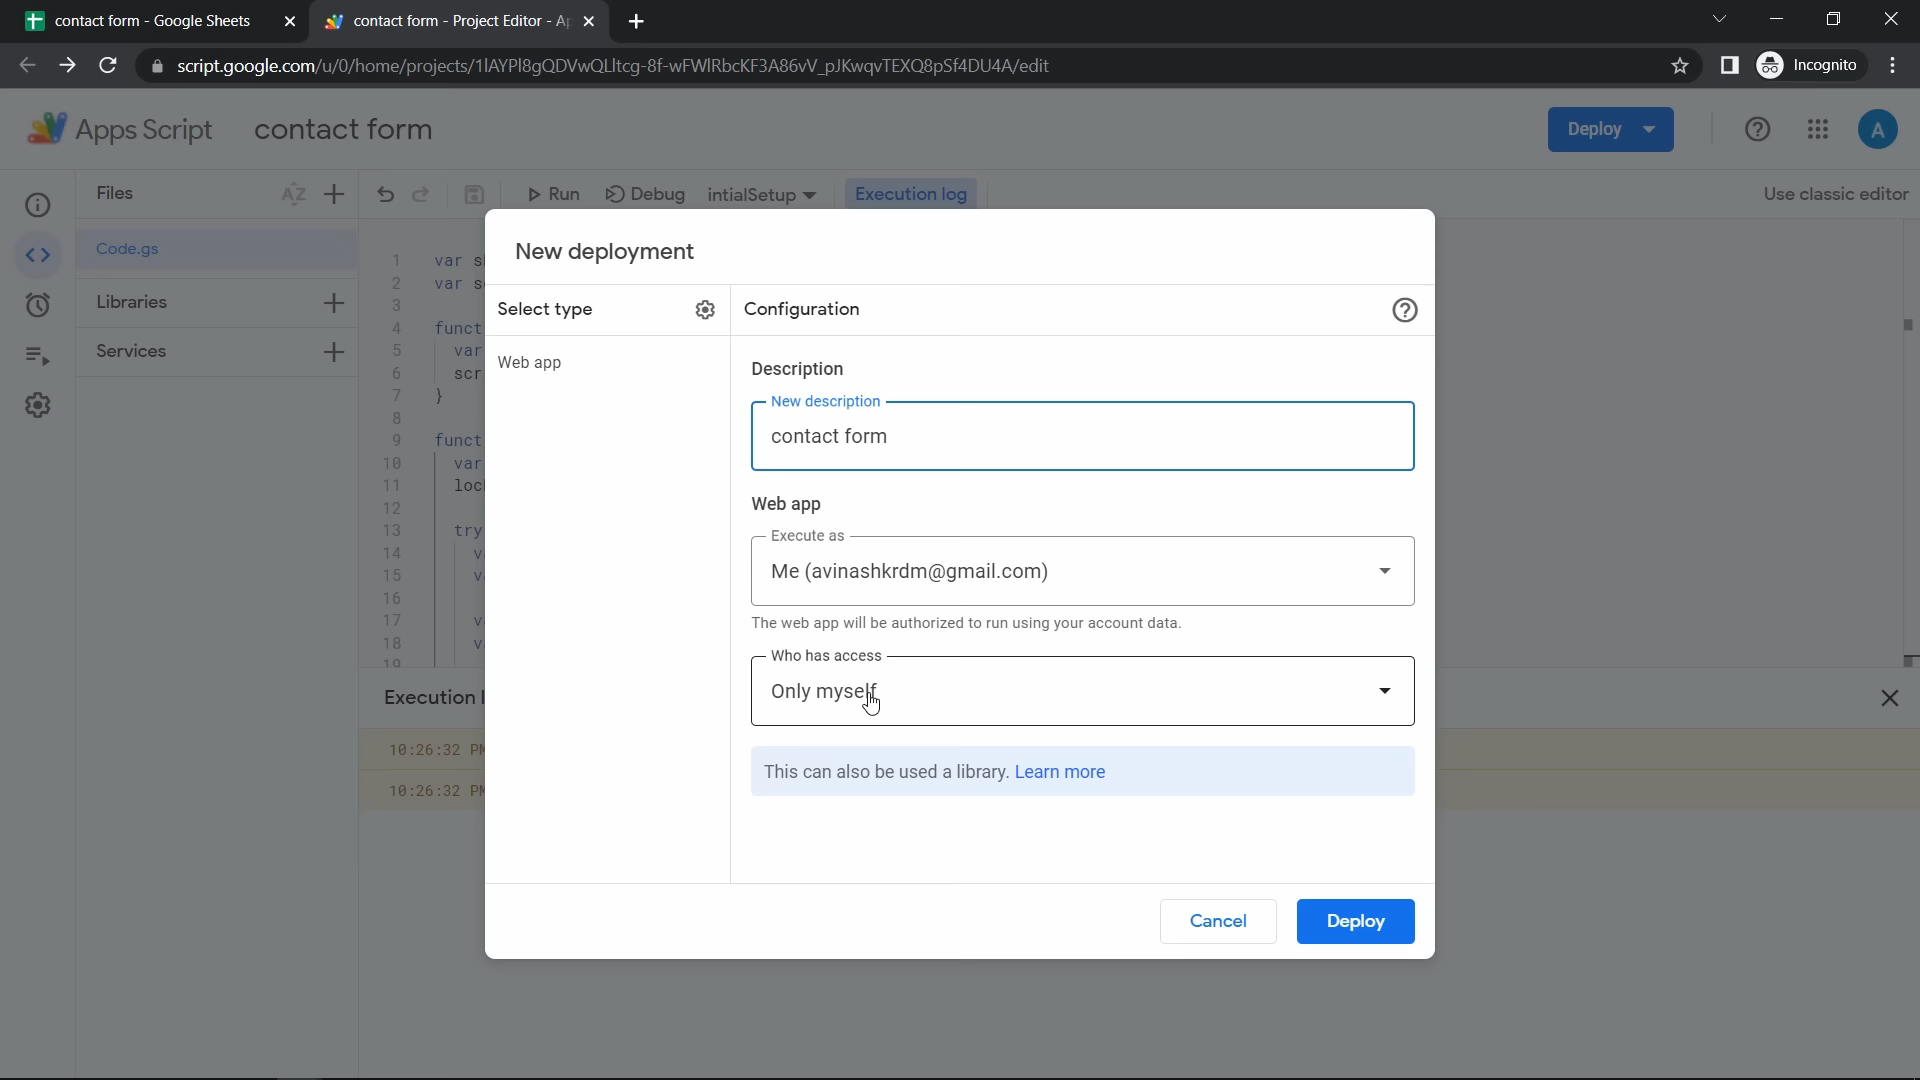 contact form - Google Sheets
contact form - Project Editor - Ap
script.google.com/u/0/home/projects/1IAYPl8gQDVwQLltcg-8f-wFWlRbcKF3A86vV_pJKwqvTEXQ8pSf4DU4A/edit
Incognito
Apps Script contact form
Deploy
A
Files
AZ
Run
Debug
intialSetup
Execution log
Use classic editor
Code.gs
Libraries
Services
1 var s
2 var s
3
4 funct
5 var
6 scr
7 }
8
9 funct
10 var
11 loc
12
13 try
14 v
15 v
16
17 v
18 v
19
New deployment
Select type
Configuration
Web app
Description
New description
contact form
Web app
Execute as
Me (avinashkrdm@gmail.com)
The web app will be authorized to run using your account data.
Who has access
Only myself
This can also be used a library. Learn more
Cancel
Deploy
Execution l
10:26:32 PM
10:26:32 PM